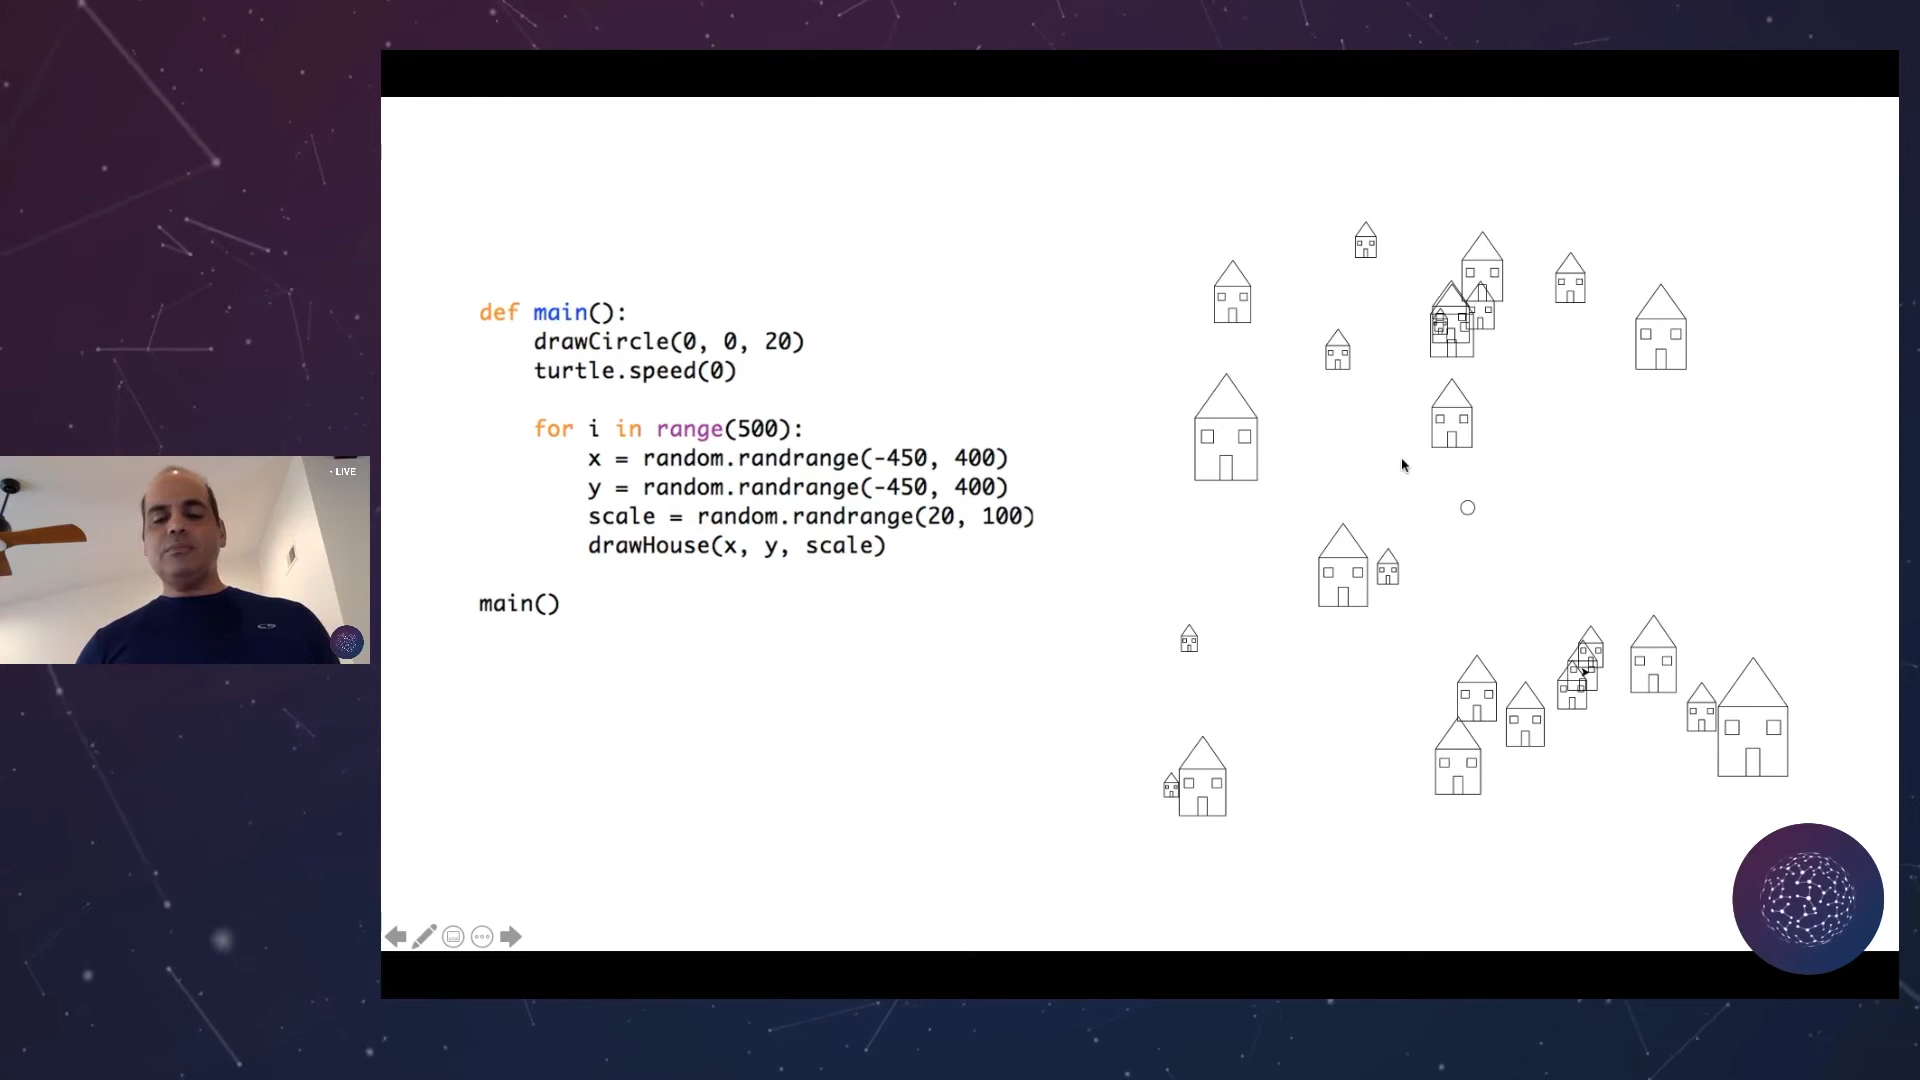 def main():
    drawCircle(0, 0, 20)
    turtle.speed(0)
    for i in range(500):
        x = random.randrange(-450, 400)
        y = random.randrange(-450, 400)
        scale = random.randrange(20, 100)
        drawHouse(x, y, scale)
main()
· LIVE